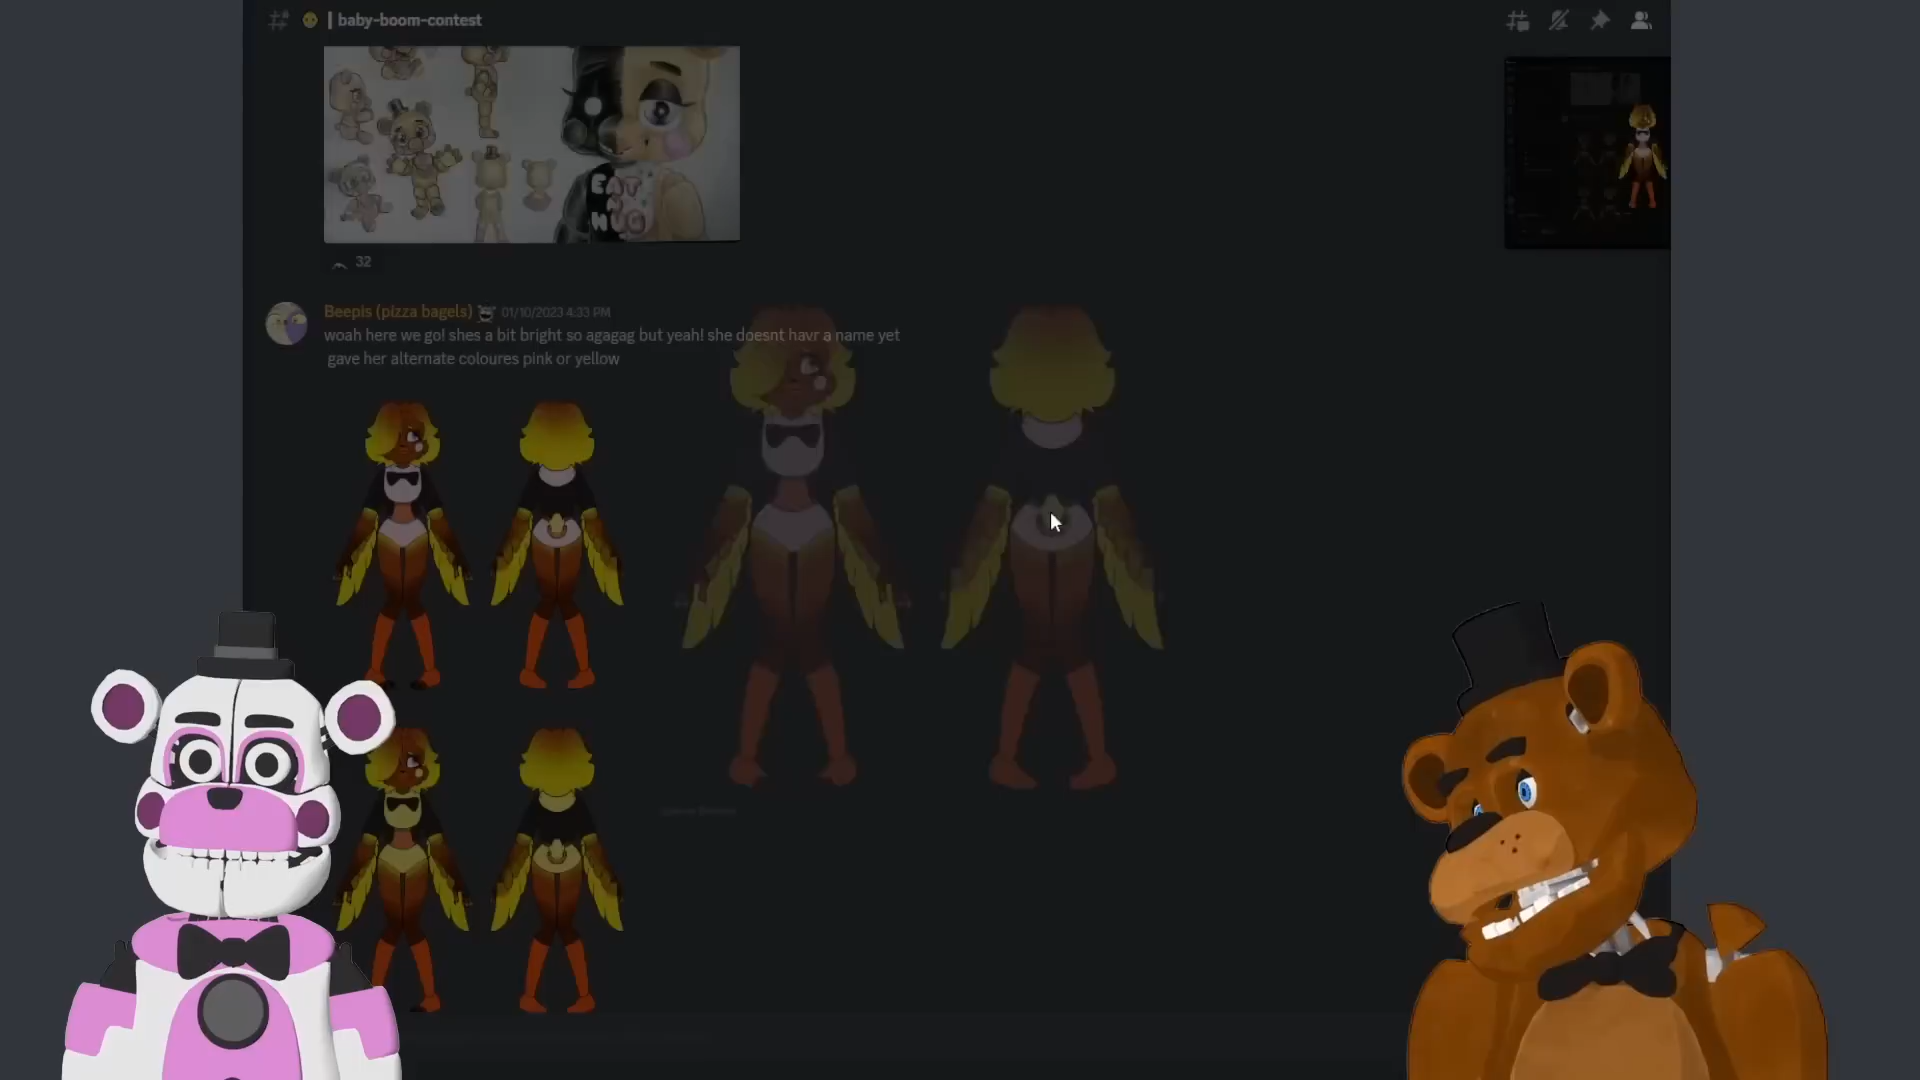 | baby-boom-contest
EAT
HUG
32
Beepis (pizza bagels) 01/10/2023 4:33 PM
woah here we go! shes a bit bright so agagag but yeah! she doesnt havr a name yet
gave her alternate coloures pink or yellow